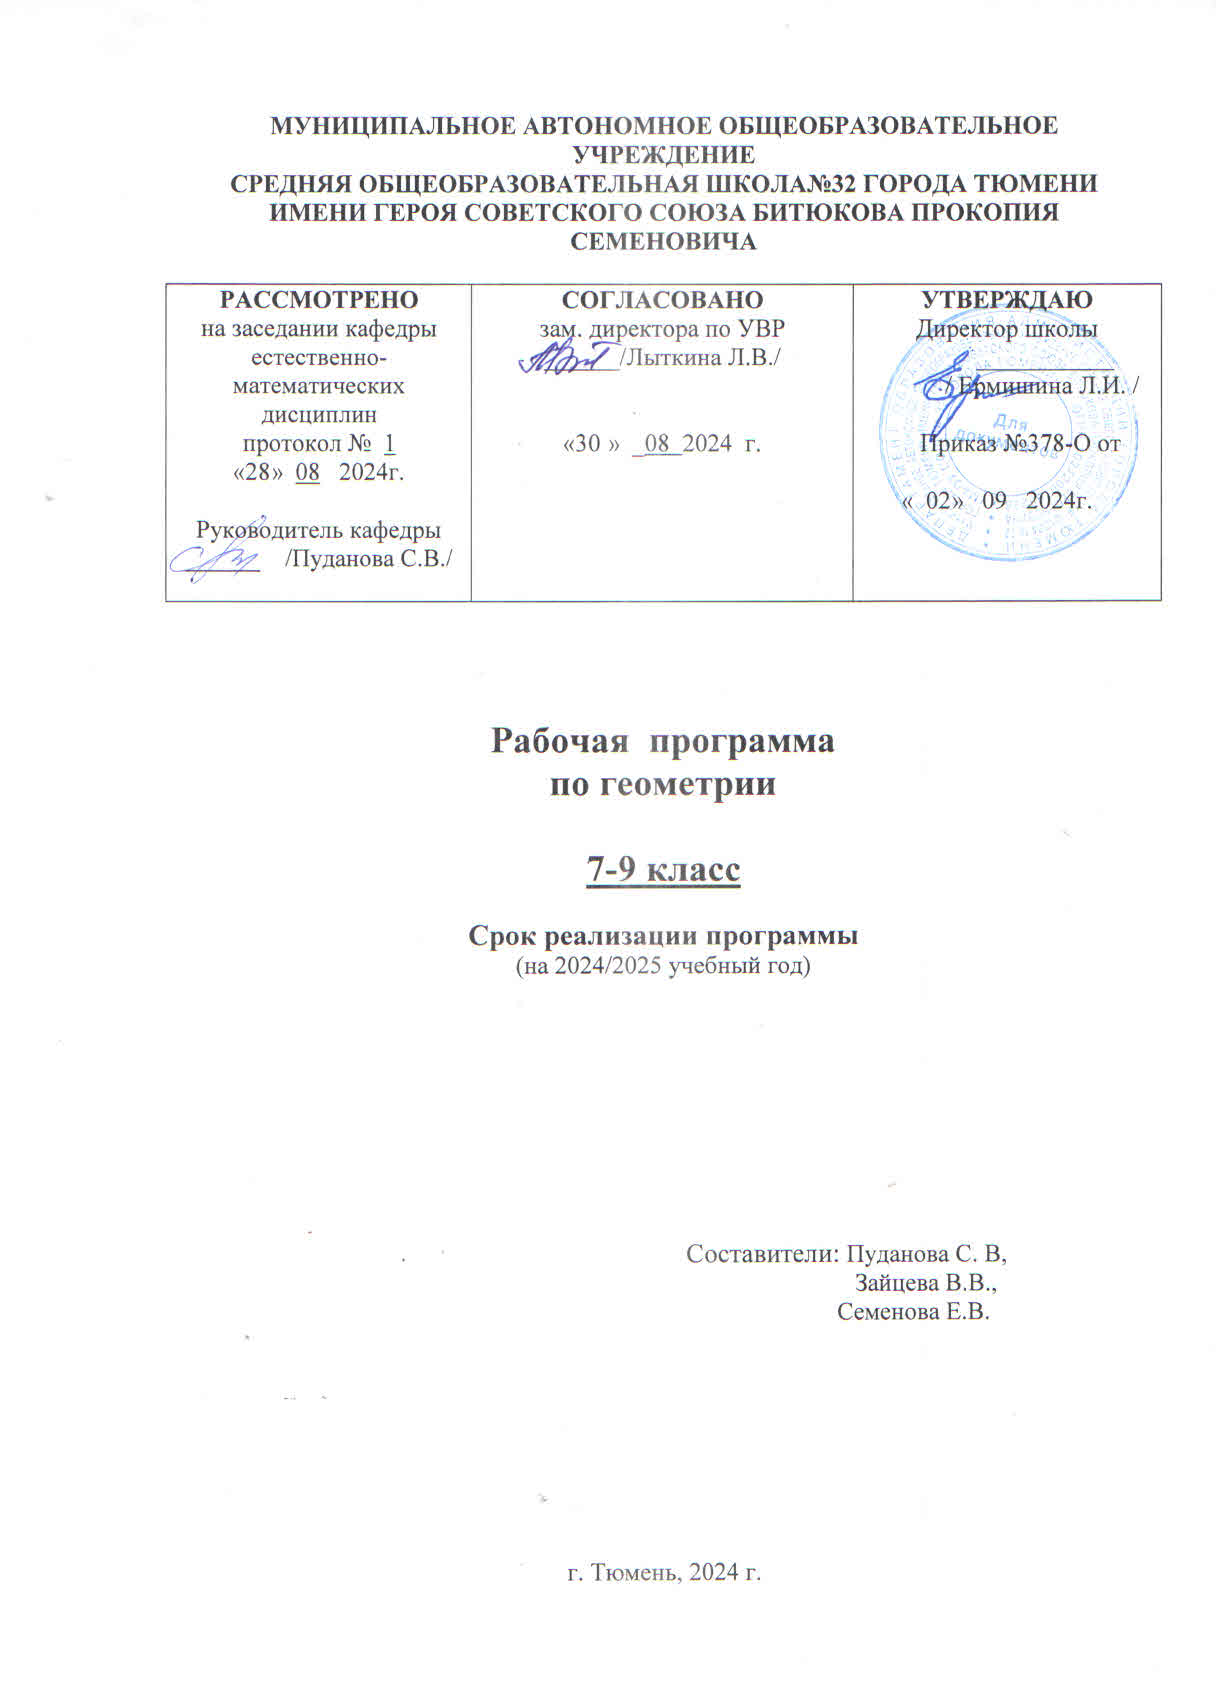 МУНИЦИПАЛЬНОЕ АВТОНОМНОЕ ОБЩЕОБРАЗОВАТЕЛЬНОЕ
УЧРЕЖДЕНИЕ
СРЕДНЯЯ ОБЩЕОБРАЗОВАТЕЛЬНАЯ ШКОЛА№32 ГОРОДА ТЮМЕНИ
ИМЕНИ ГЕРОЯ СОВЕТСКОГО СОЮЗА БИТЮКОВА ПРОКОПИЯ
СЕМЕНОВИЧА
РАССМОТРЕНО
на заседании кафедры
естественно-
математических
дисциплин
протокол № 1
«28» 08 2024г.
Руководитель кафедры
/Пуданова С.В./
СОГЛАСОВАНО
зам. директора по УВР
/Лыткина Л.В./
«30 » _08_2024 г.
УТВЕРЖДАЮ
Директор школы
/ Ермишина Л.И. /
Приказ №378-О от
« 02» 09 2024г.
Для
документов
Рабочая программа
по геометрии
7-9 класс
Срок реализации программы
(на 2024/2025 учебный год)
Составители: Пуданова С. В,
Зайцева В.В.,
Семенова Е.В.
г. Тюмень, 2024 г.